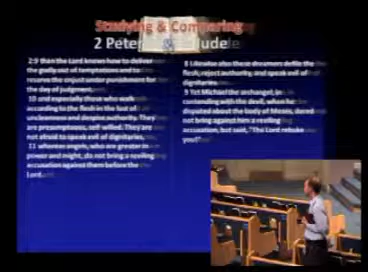 Studying & Comparing
2 Peter & Jude
2:9 then the Lord knows how to deliver
the godly out of temptations and to
reserve the unjust under punishment for
the day of judgment,
10 and especially those who walk
according to the flesh in the lust of
uncleanness and despise authority. They
are presumptuous, self-willed. They are
not afraid to speak evil of dignitaries,
11 whereas angels, who are greater in
power and might, do not bring a reviling
accusation against them before the
Lord.
8 Likewise also these dreamers defile the
flesh, reject authority, and speak evil of
dignitaries.
9 Yet Michael the archangel, in
contending with the devil, when he
disputed about the body of Moses, dared
not bring against him a reviling
accusation, but said, "The Lord rebuke
you!"